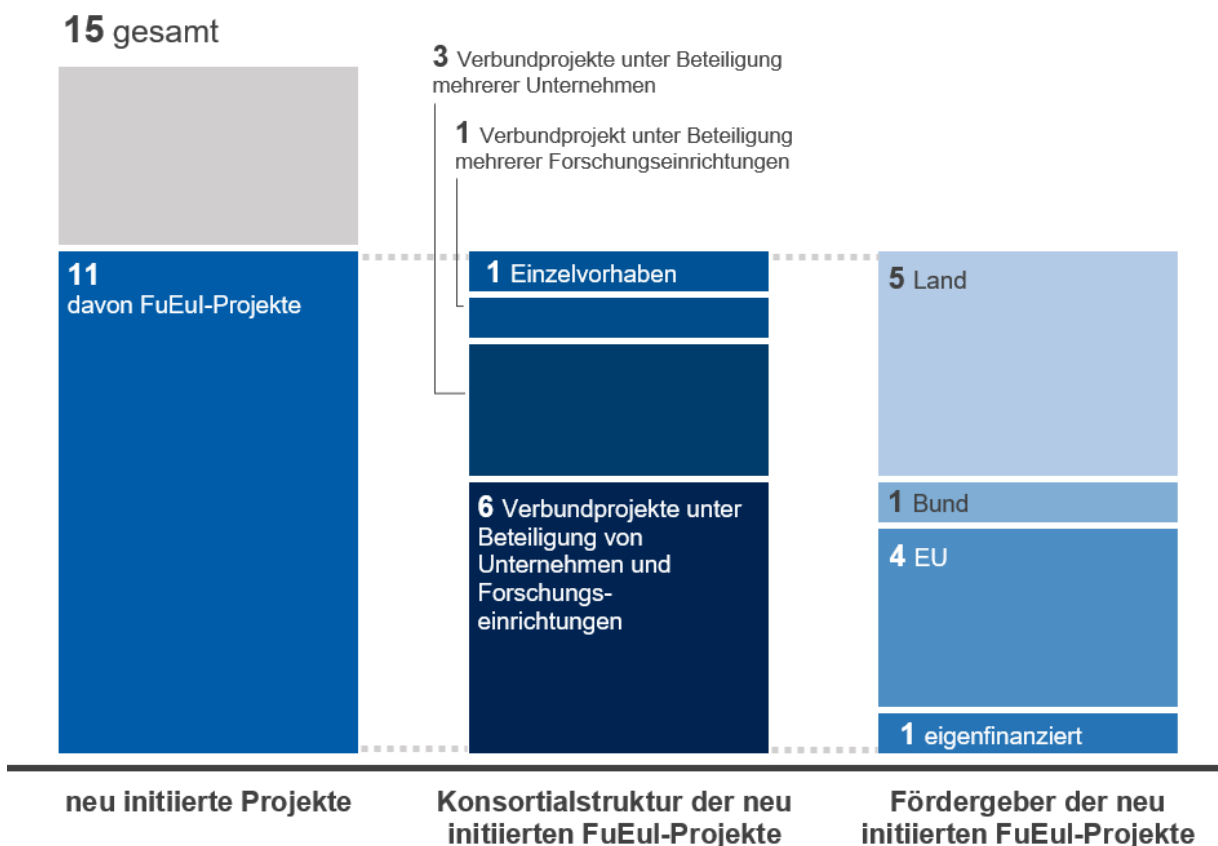 15 gesamt
3 Verbundprojekte unter Beteiligung
mehrerer Unternehmen
1 Verbundprojekt unter Beteiligung
mehrerer Forschungseinrichtungen
11
davon FuEuI-Projekte
1 Einzelvorhaben
6 Verbundprojekte unter
Beteiligung von
Unternehmen und
Forschungs-
einrichtungen
5 Land
1 Bund
4 EU
1 eigenfinanziert
neu initiierte Projekte
Konsortialstruktur der neu
initiierten FuEuI-Projekte
Fördergeber der neu
initiierten FuEuI-Projekte